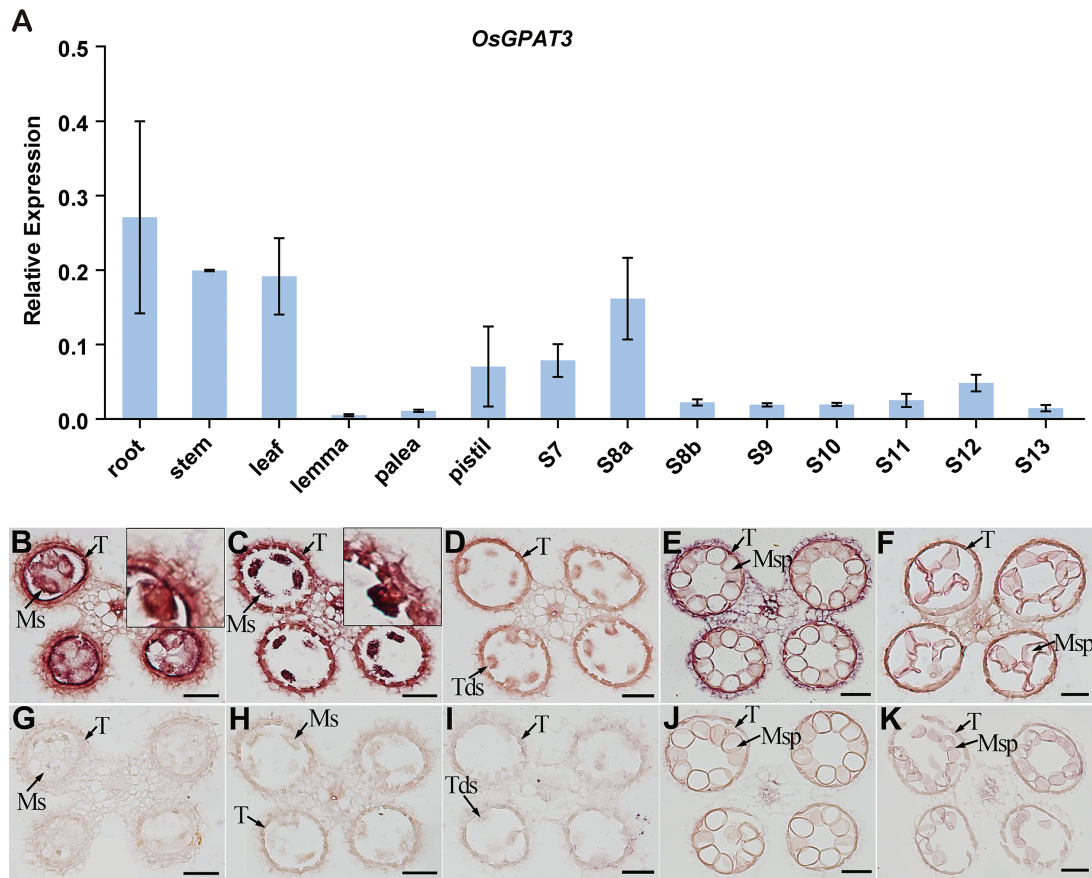 A
OsGPAT3
Relative Expression
0.5
0.4
0.3
0.2
0.1
0.0
root
stem
leaf
lemma
palea
pistil
S7
S8a
S8b
S9
S10
S11
S12
S13
B
T
Ms
C
T
Ms
D
T
Tds
E
T
Msp
F
T
Msp
G
T
Ms
H
Ms
T
I
T
Tds
J
T
Msp
K
T
Msp